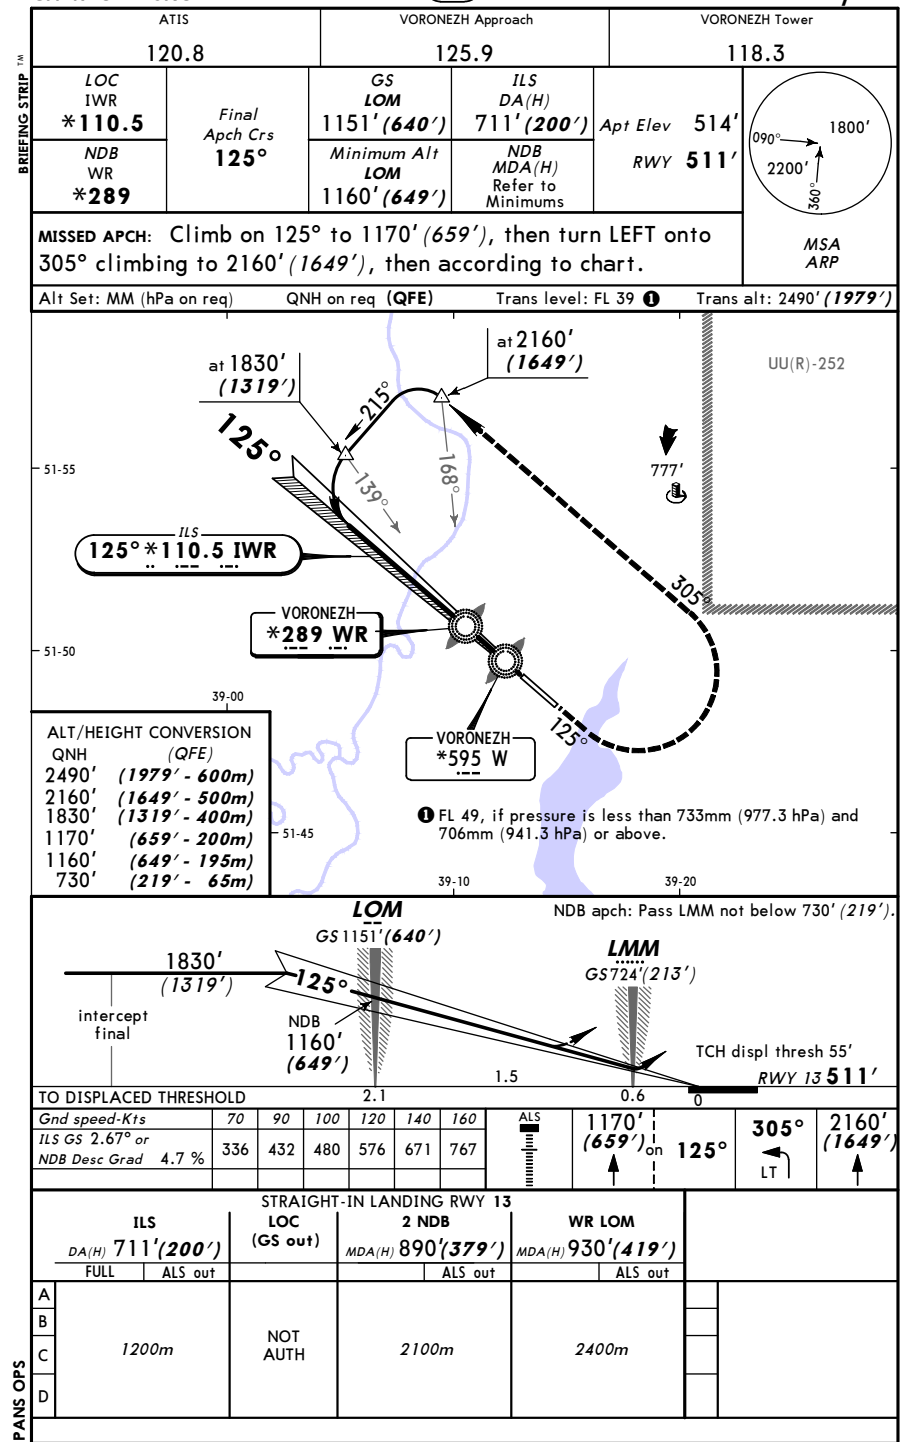 ATIS
120.8
VORONEZH Approach
125.9
VORONEZH Tower
118.3
BRIEFING STRIP TM
LOC
IWR
*110.5
Final
Apch Crs
125°
GS
LOM
1151'(640')
ILS
DA(H)
711'(200')
Apt Elev 514'
RWY 511'
NDB
WR
*289
Minimum Alt
LOM
1160'(649')
NDB
MDA(H)
Refer to
Minimums
090°
1800'
2200'
360°
MSA
ARP
MISSED APCH: Climb on 125° to 1170'(659'), then turn LEFT onto
305° climbing to 2160'(1649'), then according to chart.
Alt Set: MM (hPa on req) QNH on req (QFE) Trans level: FL 39 ❶ Trans alt: 2490'(1979')
at 1830'
(1319')
at 2160'
(1649')
UU(R)-252
215°
125°
51-55
139°
168°
777'
ILS
125° *110.5 IWR
305°
VORONEZH
*289 WR
51-50
39-00
125°
VORONEZH
*595 W
ALT/HEIGHT CONVERSION
QNH (QFE)
2490' (1979' - 600m)
2160' (1649' - 500m)
1830' (1319' - 400m)
1170' (659' - 200m)
1160' (649' - 195m)
730' (219' - 65m)
51-45
❶ FL 49, if pressure is less than 733mm (977.3 hPa) and
706mm (941.3 hPa) or above.
39-10
39-20
LOM
GS1151'(640')
NDB apch: Pass LMM not below 730'(219').
LMM
GS724'(213')
1830'
(1319')
125°
intercept
final
NDB
1160'
(649')
TCH displ thresh 55'
RWY 13 511'
1.5
TO DISPLACED THRESHOLD 2.1 0.6 0
Gnd speed-Kts 70 90 100 120 140 160
ILS GS 2.67° or
NDB Desc Grad 4.7 % 336 432 480 576 671 767
ALS
1170'
(659')
on 125°
305°
LT
2160'
(1649')
STRAIGHT-IN LANDING RWY 13
ILS
DA(H) 711'(200')
LOC
(GS out)
2 NDB
MDA(H) 890'(379')
WR LOM
MDA(H) 930'(419')
FULL ALS out ALS out ALS out
A
B
C
D
1200m
NOT
AUTH
2100m
2400m
PANS OPS